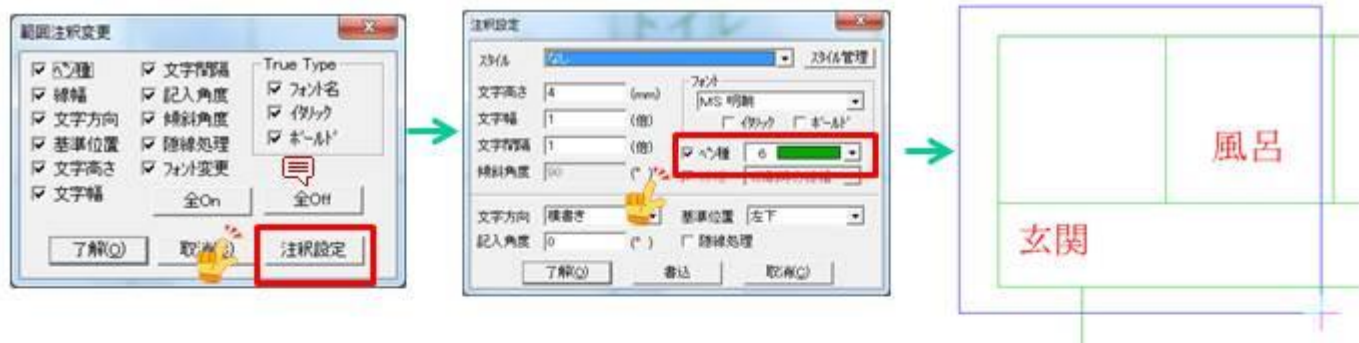 範囲注釈変更
ペン種
線幅
文字方向
基準位置
文字高さ
文字幅
文字間隔
記入角度
傾斜角度
隠線処理
フォント変更
True Type
フォント名
イタリック
ボールド
全On
全Off
了解(O)
注釈設定
トイレ
注釈設定
スタイル
なし
スタイル管理
文字高さ 4 (mm)
文字幅 1 (倍)
文字間隔 1 (倍)
傾斜角度 90 (°)
フォント
MS 明朝
イタリック ボールド
ペン種 6
文字方向 横書き
基準位置 左下
記入角度 0 (°)
隠線処理
了解(O) 書込 取消(C)
風呂
玄関